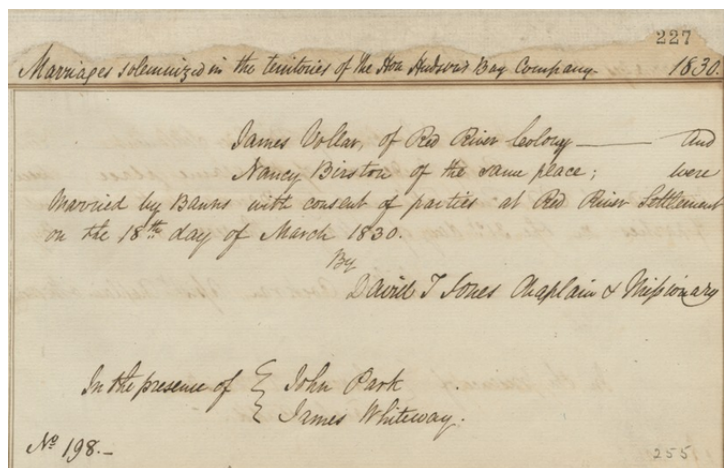 227
Marriages solemnized in the territories of the Hon Hudson's Bay Company- 1830.
James Vollar, of Red River Colony — And
Nancy Birston of the same place; were
Married by Banns with consent of parties at Red River Settlement
on the 18th day of March 1830.
By
David T Jones Chaplain & Missionary
In the presence of { John Park
{ James Whiteway.
No 198.-
255